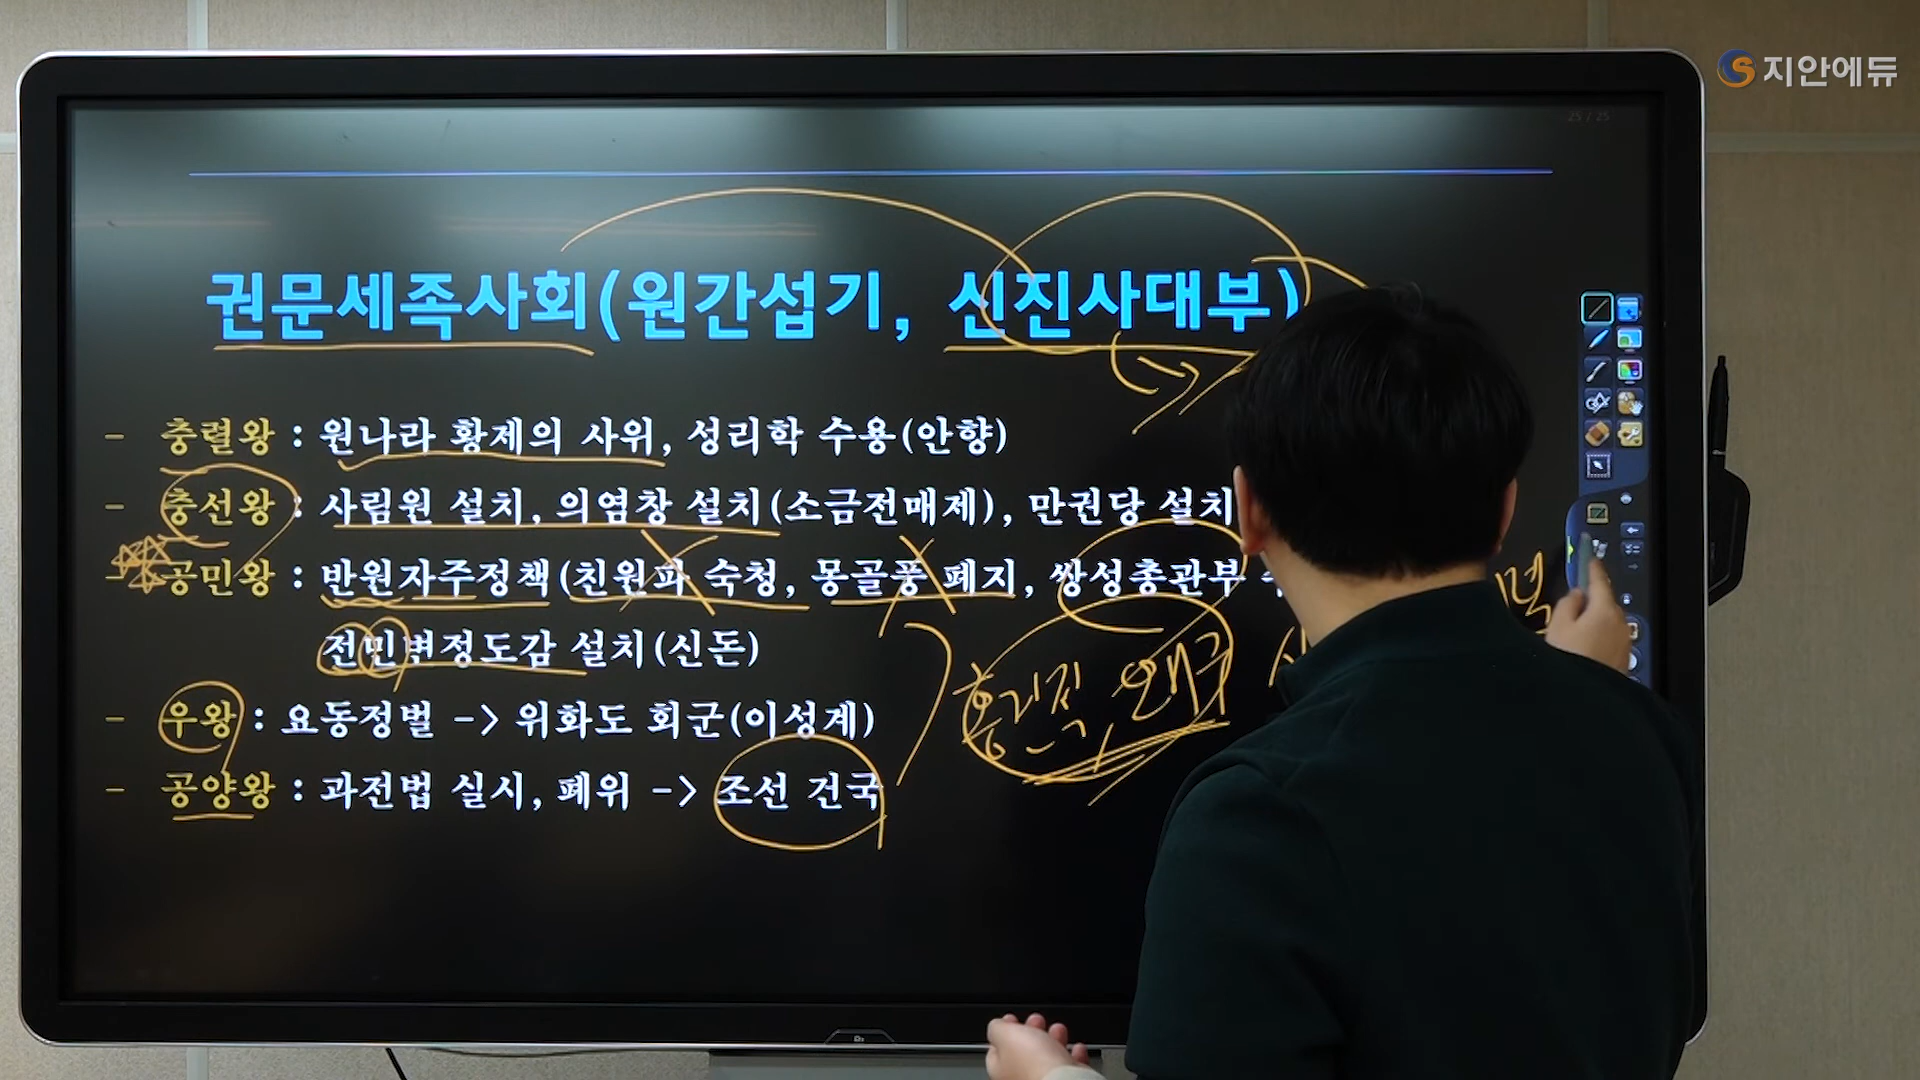 지안에듀
25 / 25
권문세족사회(원간섭기, 신진사대부)
- 충렬왕 : 원나라 황제의 사위, 성리학 수용(안향)
- 충선왕 : 사림원 설치, 의염창 설치(소금전매제), 만권당 설치
- 공민왕 : 반원자주정책(친원파 숙청, 몽골풍 폐지, 쌍성총관부
전민변정도감 설치(신돈)
홍건적, 왜구
- 우왕 : 요동정벌 -> 위화도 회군(이성계)
- 공양왕 : 과전법 실시, 폐위 -> 조선 건국